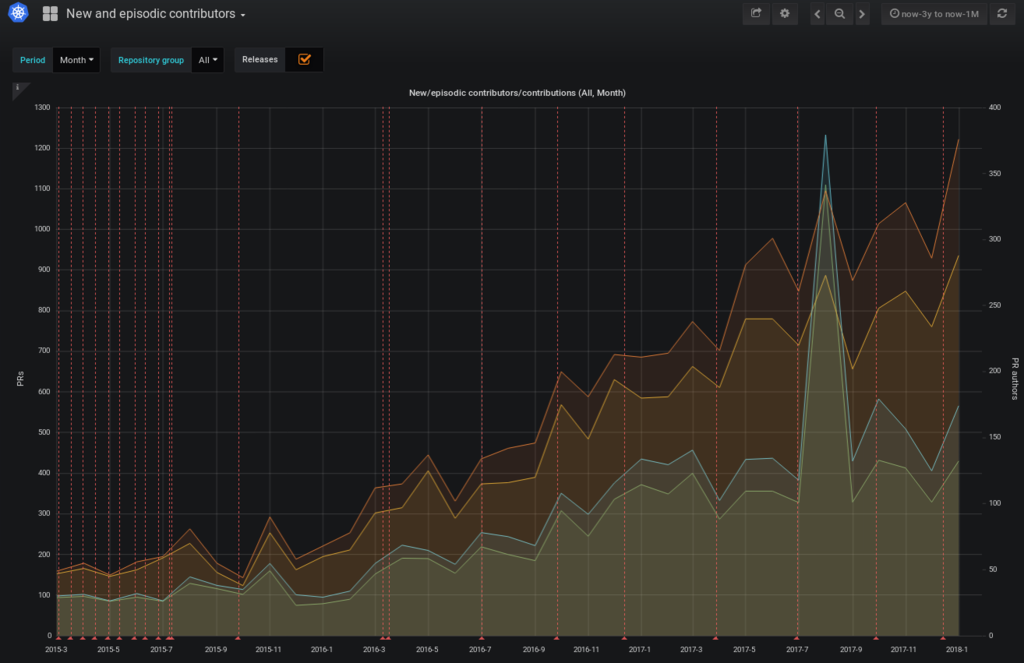 New and episodic contributors
now-3y to now-1M
Period Month Repository group All Releases
i
New/episodic contributors/contributions (All, Month)
1300 400
1200
350
1100
1000
300
900
800
250
700
200
600
500
150
400
100
300
200
50
100
0 0
PRs
PR authors
2015-3 2015-5 2015-7 2015-9 2015-11 2016-1 2016-3 2016-5 2016-7 2016-9 2016-11 2017-1 2017-3 2017-5 2017-7 2017-9 2017-11 2018-1